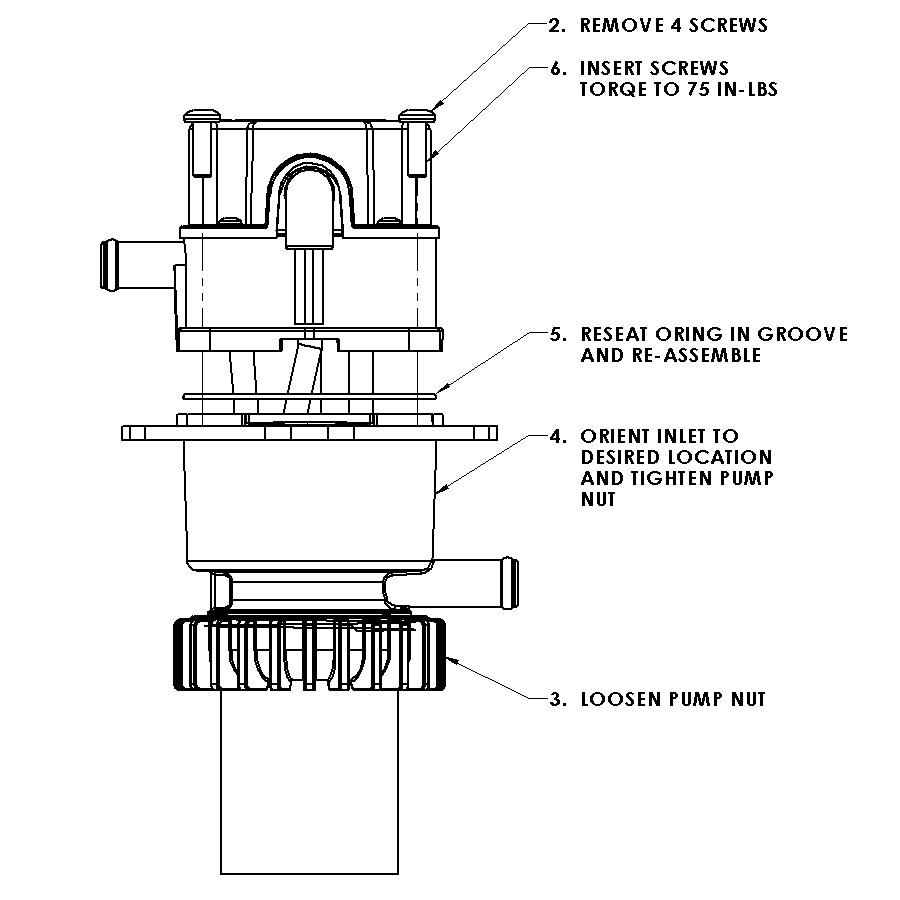 2. REMOVE 4 SCREWS
6. INSERT SCREWS
TORQE TO 75 IN-LBS
5. RESEAT ORING IN GROOVE
AND RE-ASSEMBLE
4. ORIENT INLET TO
DESIRED LOCATION
AND TIGHTEN PUMP
NUT
3. LOOSEN PUMP NUT